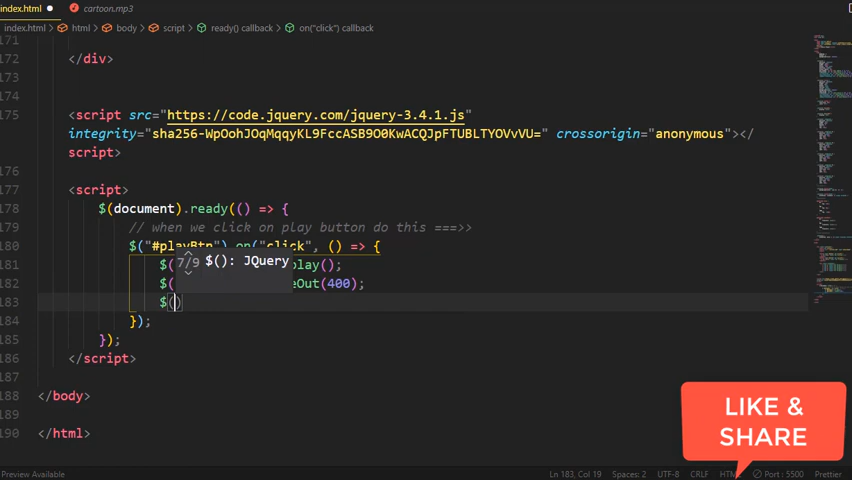 index.html cartoon.mp3
index.html > html > body > script > ready() callback > on("click") callback
171
172 </div>
173
174
175 <script src="https://code.jquery.com/jquery-3.4.1.js"
integrity="sha256-WpOohJOqMqqyKL9FccASB9O0KwACQJpFTUBLTYOVvVU=" crossorigin="anonymous"></
script>
176
177 <script>
178 $(document).ready(() => {
179 // when we click on play button do this ===>>
180 $("#playBtn").on("click", () => {
7/9 $(): JQuery
181 $( play();
182 $( eOut(400);
183 $()
184 });
185 });
186 </script>
187
188 </body>
189
190 </html>
LIKE &
SHARE
Preview Available Ln 183, Col 19 Spaces: 2 UTF-8 CRLF Port : 5500 Prettier